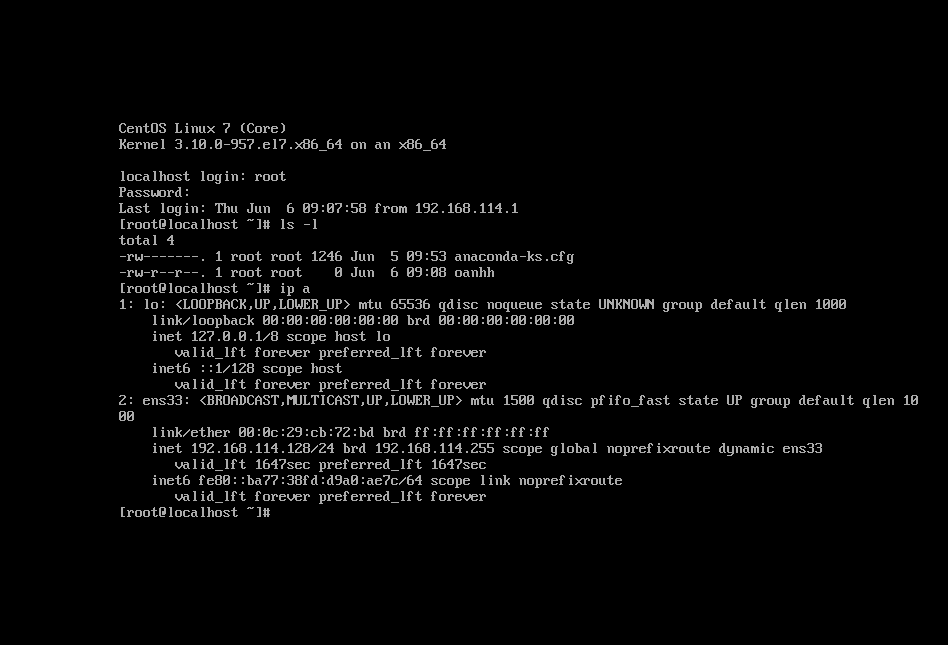 CentOS Linux 7 (Core)
Kernel 3.10.0-957.el7.x86_64 on an x86_64
localhost login: root
Password:
Last login: Thu Jun  6 09:07:58 from 192.168.114.1
[root@localhost ~]# ls -l
total 4
-rw-------. 1 root root 1246 Jun  5 09:53 anaconda-ks.cfg
-rw-r--r--. 1 root root    0 Jun  6 09:08 oanhh
[root@localhost ~]# ip a
1: lo: <LOOPBACK,UP,LOWER_UP> mtu 65536 qdisc noqueue state UNKNOWN group default qlen 1000
    link/loopback 00:00:00:00:00:00 brd 00:00:00:00:00:00
    inet 127.0.0.1/8 scope host lo
       valid_lft forever preferred_lft forever
    inet6 ::1/128 scope host
       valid_lft forever preferred_lft forever
2: ens33: <BROADCAST,MULTICAST,UP,LOWER_UP> mtu 1500 qdisc pfifo_fast state UP group default qlen 10
00
    link/ether 00:0c:29:cb:72:bd brd ff:ff:ff:ff:ff:ff
    inet 192.168.114.128/24 brd 192.168.114.255 scope global noprefixroute dynamic ens33
       valid_lft 1647sec preferred_lft 1647sec
    inet6 fe80::ba77:38fd:d9a0:ae7c/64 scope link noprefixroute
       valid_lft forever preferred_lft forever
[root@localhost ~]#